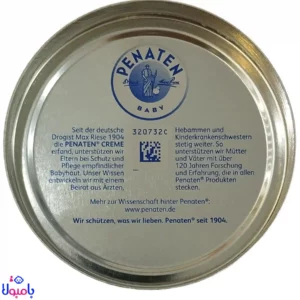 PENATEN
BABY
Seit der deutsche
Drogist Max Riese 1904
die PENATEN® CREME
erfand, unterstützen wir
Eltern bei Schutz und
Pflege empfindlicher
Babyhaut. Unser Wissen
entwickeln wir mit einem
Beirat aus Ärzten,
320732C
Hebammen und
Kinderkrankenschwestern
stetig weiter. So
unterstützen wir Mütter
und Väter mit über
120 Jahren Forschung
und Erfahrung, die in allen
Penaten® Produkten
stecken.
Mehr zur Wissenschaft hinter Penaten®:
www.penaten.de
Wir schützen, was wir lieben. Penaten® seit 1904.
بامبولا